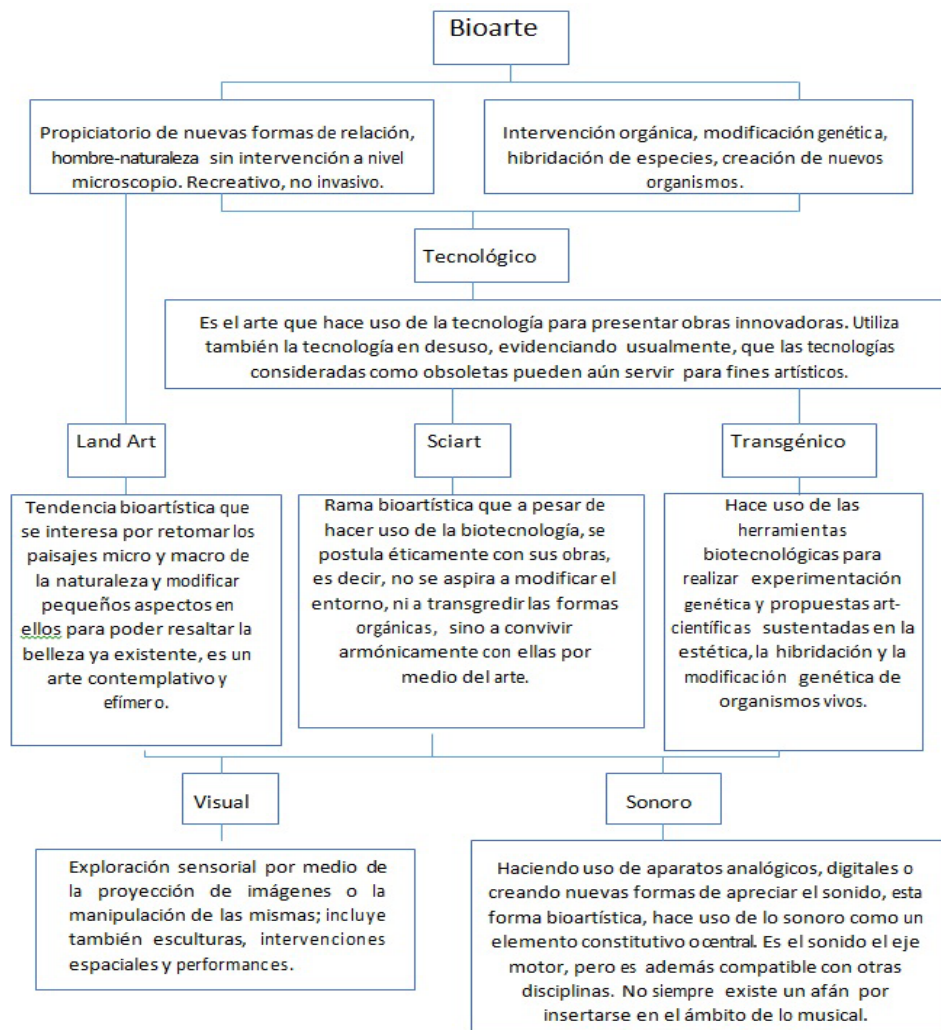 Bioarte
Propiciatorio de nuevas formas de relación,
hombre-naturaleza sin intervención a nivel
microscopio. Recreativo, no invasivo.
Intervención orgánica, modificación genética,
hibridación de especies, creación de nuevos
organismos.
Tecnológico
Es el arte que hace uso de la tecnología para presentar obras innovadoras. Utiliza
también la tecnología en desuso, evidenciando usualmente, que las tecnologías
consideradas como obsoletas pueden aún servir para fines artísticos.
Land Art
Tendencia bioartística que
se interesa por retomar los
paisajes micro y macro de
la naturaleza y modificar
pequeños aspectos en
ellos para poder resaltar la
belleza ya existente, es un
arte contemplativo y
efímero.
Sciart
Rama bioartística que a pesar de
hacer uso de la biotecnología, se
postula éticamente con sus obras,
es decir, no se aspira a modificar el
entorno, ni a transgredir las formas
orgánicas, sino a convivir
armónicamente con ellas por
medio del arte.
Transgénico
Hace uso de las
herramientas
biotecnológicas para
realizar experimentación
genética y propuestas art-
científicas sustentadas en la
estética, la hibridación y la
modificación genética de
organismos vivos.
Visual
Exploración sensorial por medio de
la proyección de imágenes o la
manipulación de las mismas; incluye
también esculturas, intervenciones
espaciales y performances.
Sonoro
Haciendo uso de aparatos analógicos, digitales o
creando nuevas formas de apreciar el sonido, esta
forma bioartística, hace uso de lo sonoro como un
elemento constitutivo o central. Es el sonido el eje
motor, pero es además compatible con otras
disciplinas. No siempre existe un afán por
insertarse en el ámbito de lo musical.